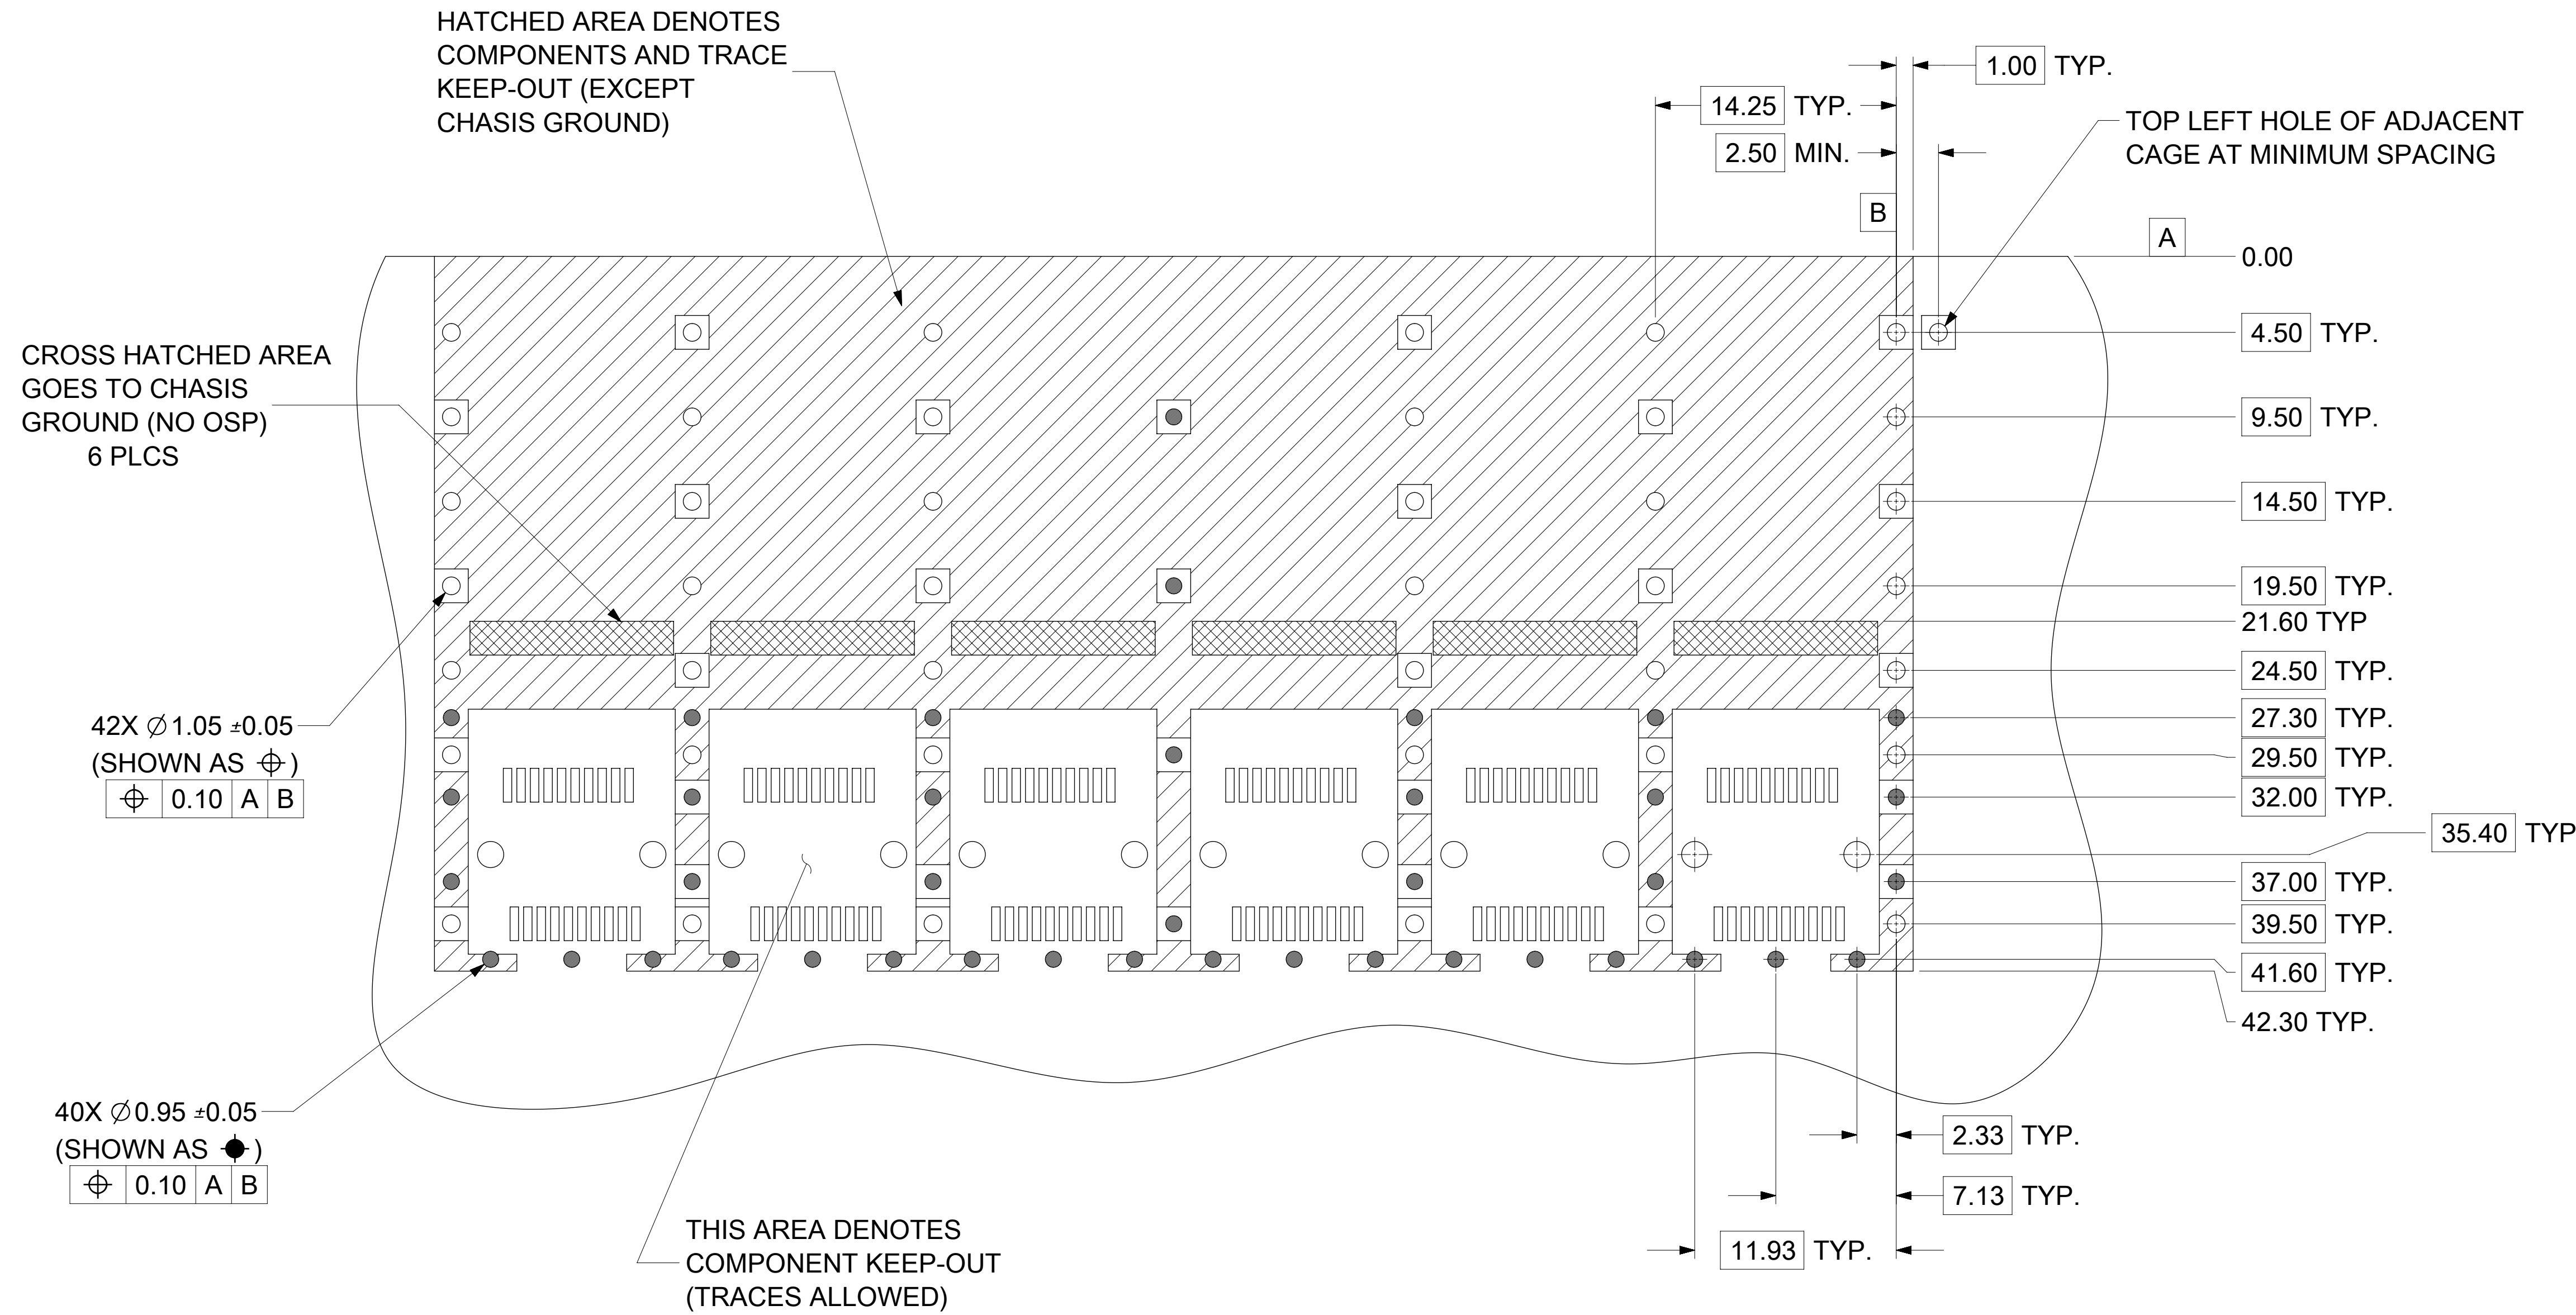 HATCHED AREA DENOTES
COMPONENTS AND TRACE
KEEP-OUT (EXCEPT
CHASIS GROUND)
1.00 TYP.
14.25 TYP.
2.50 MIN.
TOP LEFT HOLE OF ADJACENT
CAGE AT MINIMUM SPACING
B
A
0.00
4.50 TYP.
CROSS HATCHED AREA
GOES TO CHASIS
GROUND (NO OSP)
6 PLCS
9.50 TYP.
14.50 TYP.
19.50 TYP.
21.60 TYP
24.50 TYP.
27.30 TYP.
29.50 TYP.
32.00 TYP.
35.40 TYP
37.00 TYP.
39.50 TYP.
41.60 TYP.
42.30 TYP.
42X ∅1.05 ±0.05
(SHOWN AS ⌖)
⌖ 0.10 A B
40X ∅0.95 ±0.05
(SHOWN AS )
⌖ 0.10 A B
2.33 TYP.
7.13 TYP.
11.93 TYP.
THIS AREA DENOTES
COMPONENT KEEP-OUT
(TRACES ALLOWED)